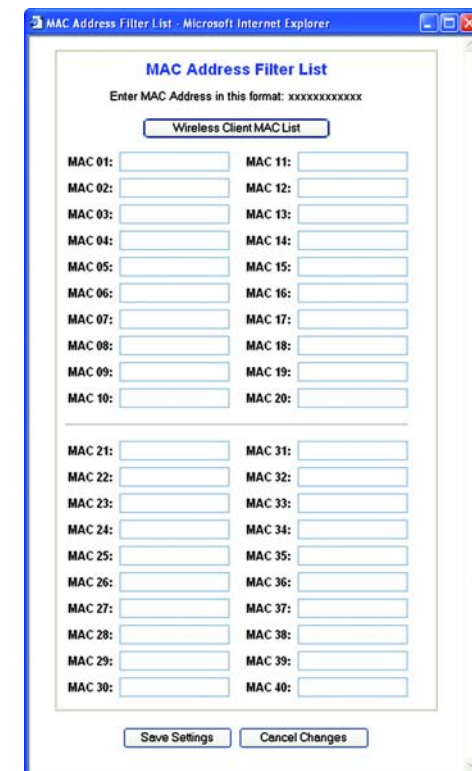 MAC Address Filter List - Microsoft Internet Explorer
MAC Address Filter List
Enter MAC Address in this format: xxxxxxxxxxxx
Wireless Client MAC List
MAC 01: MAC 11:
MAC 02: MAC 12:
MAC 03: MAC 13:
MAC 04: MAC 14:
MAC 05: MAC 15:
MAC 06: MAC 16:
MAC 07: MAC 17:
MAC 08: MAC 18:
MAC 09: MAC 19:
MAC 10: MAC 20:
MAC 21: MAC 31:
MAC 22: MAC 32:
MAC 23: MAC 33:
MAC 24: MAC 34:
MAC 25: MAC 35:
MAC 26: MAC 36:
MAC 27: MAC 37:
MAC 28: MAC 38:
MAC 29: MAC 39:
MAC 30: MAC 40:
Save Settings Cancel Changes